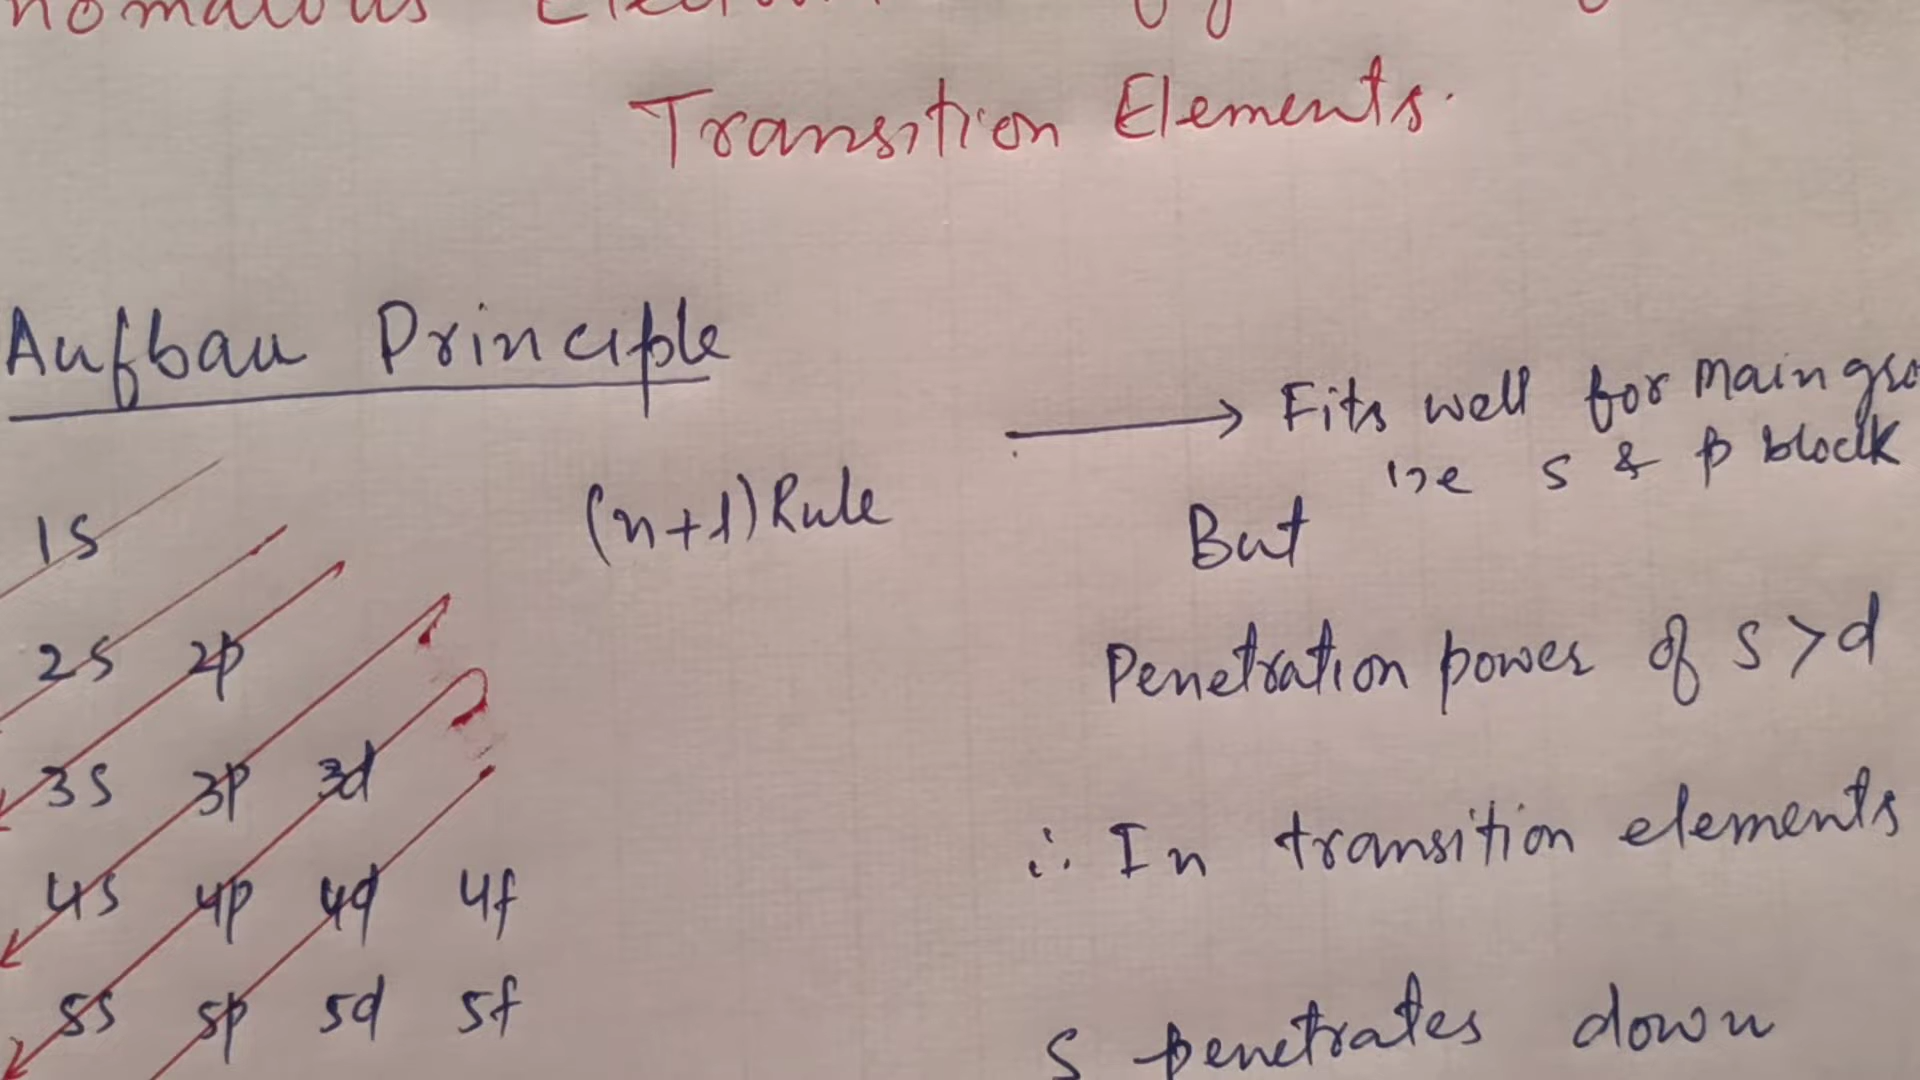 Transition Elements.
Aufbau Principle
(n+l) Rule
→ Fits well for Main
ie s & p block
But
Penetration power of s > d
∴ In transition elements
s penetrates down
1s
2s 2p
3s 3p 3d
4s 4p 4d 4f
5s 5p 5d 5f